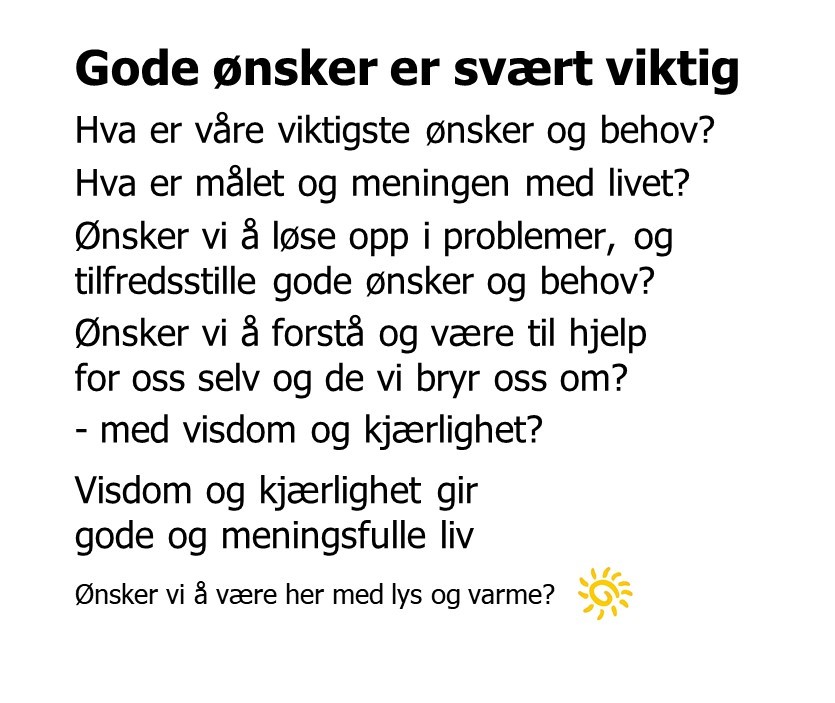 Gode ønsker er svært viktig
Hva er våre viktigste ønsker og behov?
Hva er målet og meningen med livet?
Ønsker vi å løse opp i problemer, og
tilfredsstille gode ønsker og behov?
Ønsker vi å forstå og være til hjelp
for oss selv og de vi bryr oss om?
- med visdom og kjærlighet?
Visdom og kjærlighet gir
gode og meningsfulle liv
Ønsker vi å være her med lys og varme?